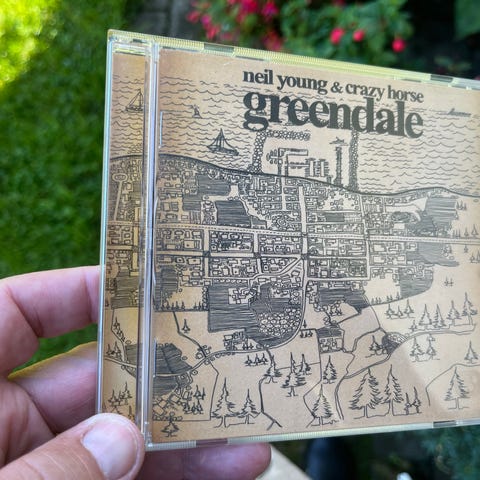 neil young & crazy horse
greendale